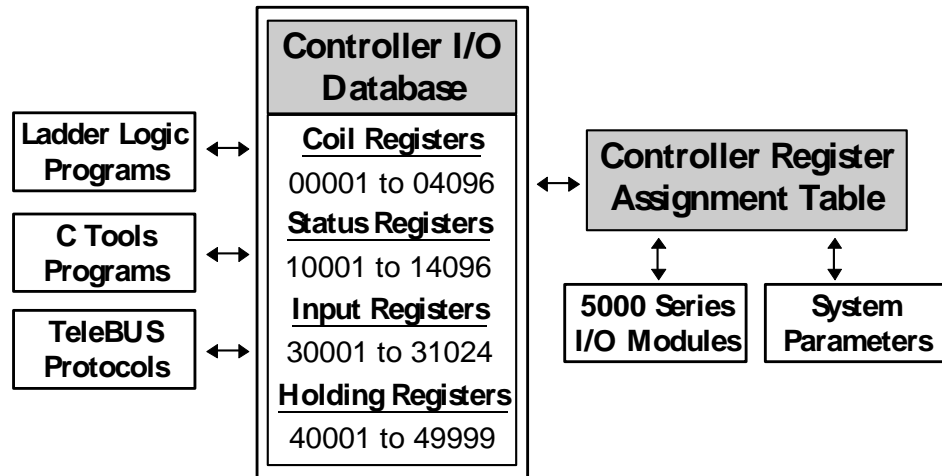 Controller I/O
Database
Coil Registers
00001 to 04096
Status Registers
10001 to 14096
Input Registers
30001 to 31024
Holding Registers
40001 to 49999
Ladder Logic
Programs
C Tools
Programs
TeleBUS
Protocols
Controller Register
Assignment Table
5000 Series
I/O Modules
System
Parameters